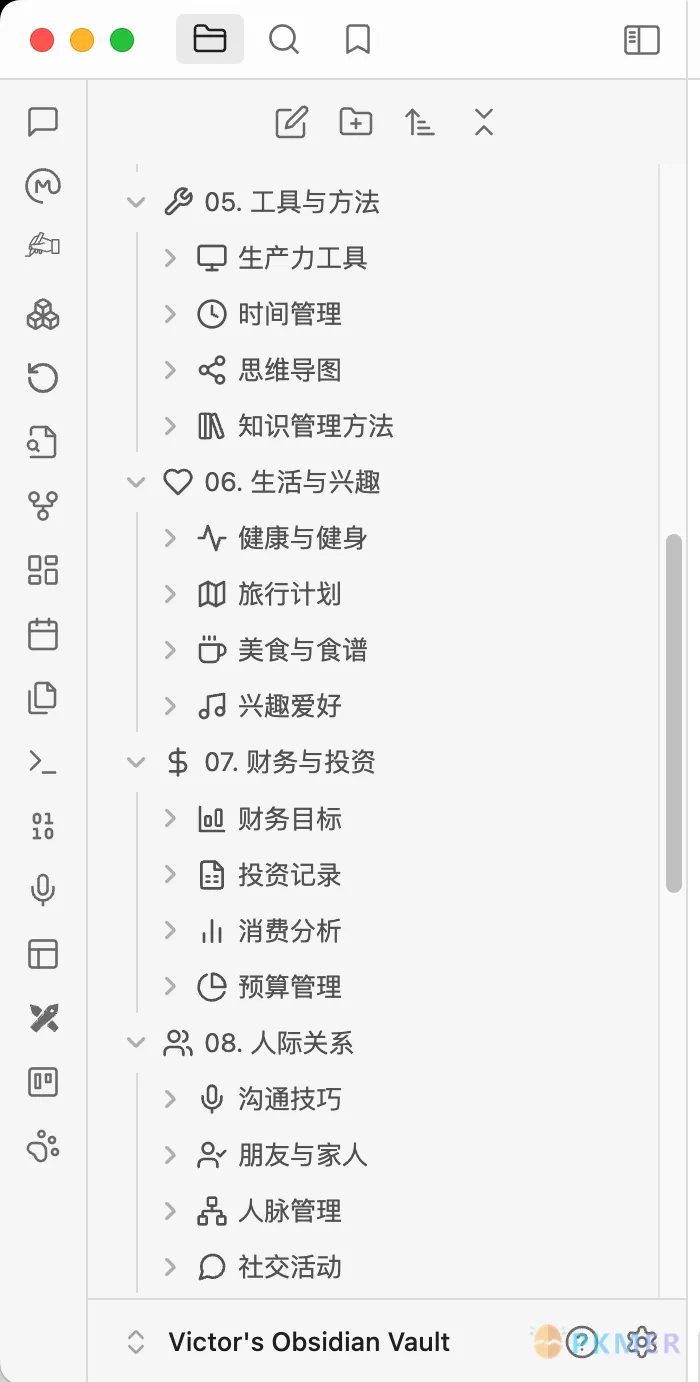 05. 工具与方法
生产力工具
时间管理
思维导图
知识管理方法
06. 生活与兴趣
健康与健身
旅行计划
美食与食谱
兴趣爱好
07. 财务与投资
财务目标
投资记录
消费分析
预算管理
01
10
08. 人际关系
沟通技巧
朋友与家人
人脉管理
社交活动
Victor's Obsidian Vault
PKMER